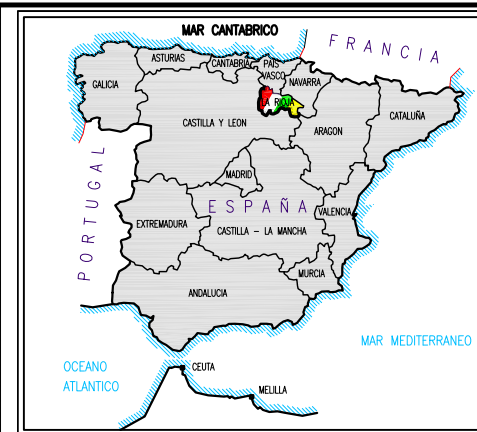 MAR CANTABRICO
FRANCIA
ASTURIAS
CANTABRIA
PAIS
VASCO
NAVARRA
GALICIA
LA RIOJA
CATALUÑA
CASTILLA Y LEON
ARAGON
PORTUGAL
MADRID
ESPAÑA
VALENCIA
EXTREMADURA
CASTILLA - LA MANCHA
MURCIA
ANDALUCIA
MAR MEDITERRANEO
OCEANO
ATLANTICO
CEUTA
MELILLA